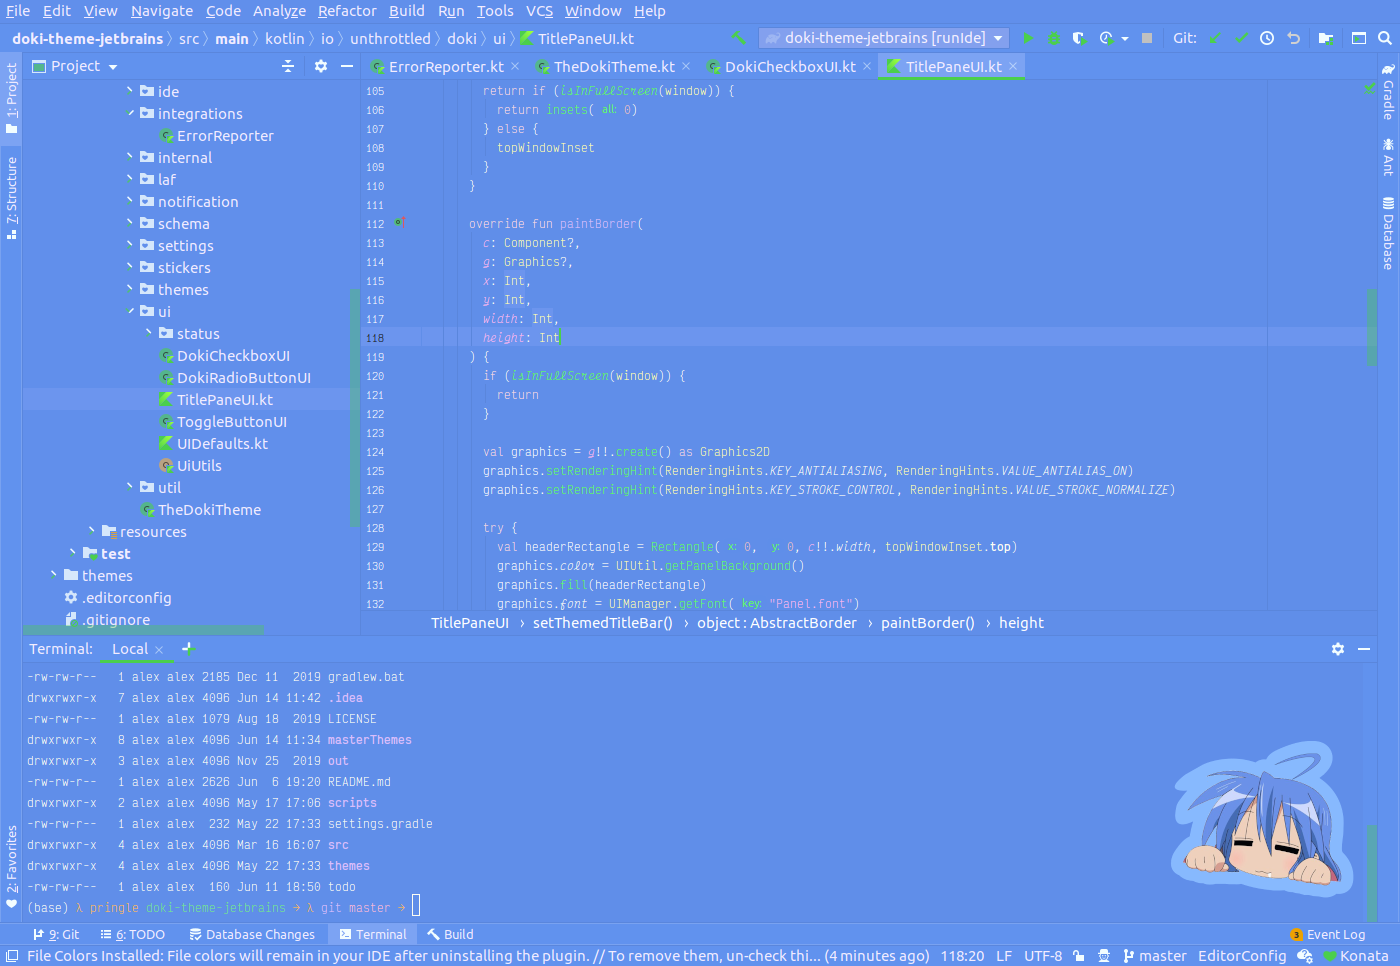 File Edit View Navigate Code Analyze Refactor Build Run Tools VCS Window Help
doki-theme-jetbrains src main kotlin io unthrottled doki ui TitlePaneUI.kt doki-theme-jetbrains [runIde] Git:
1: Project
7: Structure
2: Favorites
Project
ide
integrations
ErrorReporter
internal
laf
notification
schema
settings
stickers
themes
ui
status
DokiCheckboxUI
DokiRadioButtonUI
TitlePaneUI.kt
ToggleButtonUI
UIDefaults.kt
UiUtils
util
TheDokiTheme
resources
test
themes
.editorconfig
.gitignore
ErrorReporter.kt TheDokiTheme.kt DokiCheckboxUI.kt TitlePaneUI.kt
105 return if (isInFullScreen(window)) {
106 return insets( all: 0)
107 } else {
108 topWindowInset
109 }
110 }
111
112 override fun paintBorder(
113 c: Component?,
114 g: Graphics?,
115 x: Int,
116 y: Int,
117 width: Int,
118 height: Int
119 ) {
120 if (isInFullScreen(window)) {
121 return
122 }
123
124 val graphics = g!!.create() as Graphics2D
125 graphics.setRenderingHint(RenderingHints.KEY_ANTIALIASING, RenderingHints.VALUE_ANTIALIAS_ON)
126 graphics.setRenderingHint(RenderingHints.KEY_STROKE_CONTROL, RenderingHints.VALUE_STROKE_NORMALIZE)
127
128 try {
129 val headerRectangle = Rectangle( x: 0, y: 0, c!!.width, topWindowInset.top)
130 graphics.color = UIUtil.getPanelBackground()
131 graphics.fill(headerRectangle)
132 graphics.font = UIManager.getFont( key: "Panel.font")
TitlePaneUI › setThemedTitleBar() › object : AbstractBorder › paintBorder() › height
Gradle
Ant
Database
Terminal: Local
-rw-rw-r-- 1 alex alex 2185 Dec 11 2019 gradlew.bat
drwxrwxr-x 7 alex alex 4096 Jun 14 11:42 .idea
-rw-rw-r-- 1 alex alex 1079 Aug 18 2019 LICENSE
drwxrwxr-x 8 alex alex 4096 Jun 14 11:34 masterThemes
drwxrwxr-x 3 alex alex 4096 Nov 25 2019 out
-rw-rw-r-- 1 alex alex 2626 Jun 6 19:20 README.md
drwxrwxr-x 2 alex alex 4096 May 17 17:06 scripts
-rw-rw-r-- 1 alex alex 232 May 22 17:33 settings.gradle
drwxrwxr-x 4 alex alex 4096 Mar 16 16:07 src
drwxrwxr-x 4 alex alex 4096 May 22 17:33 themes
-rw-rw-r-- 1 alex alex 160 Jun 11 18:50 todo
(base) λ pringle doki-theme-jetbrains → λ git master →
9: Git 6: TODO Database Changes Terminal Build 3 Event Log
File Colors Installed: File colors will remain in your IDE after uninstalling the plugin. // To remove them, un-check thi... (4 minutes ago) 118:20 LF UTF-8 master EditorConfig Konata